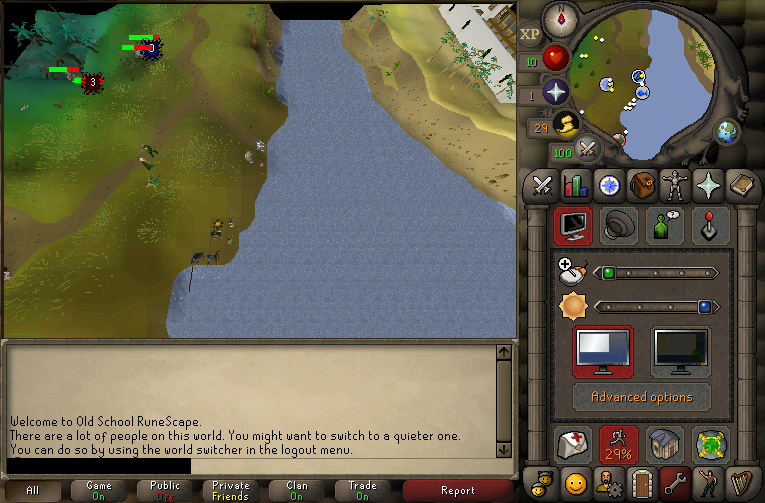 3
XP
10
1
29
100
Advanced options
29%
Welcome to Old School RuneScape.
There are a lot of people on this world. You might want to switch to a quieter one.
You can do so by using the world switcher in the logout menu.
All
Game
On
Public
Off
Private
Friends
Clan
On
Trade
On
Report